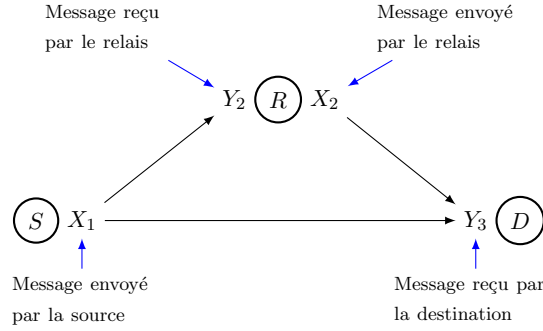 Message reçu
par le relais
Message envoyé
par le relais
Y₂ R X₂
S X₁
Y₃ D
Message envoyé
par la source
Message reçu par
la destination